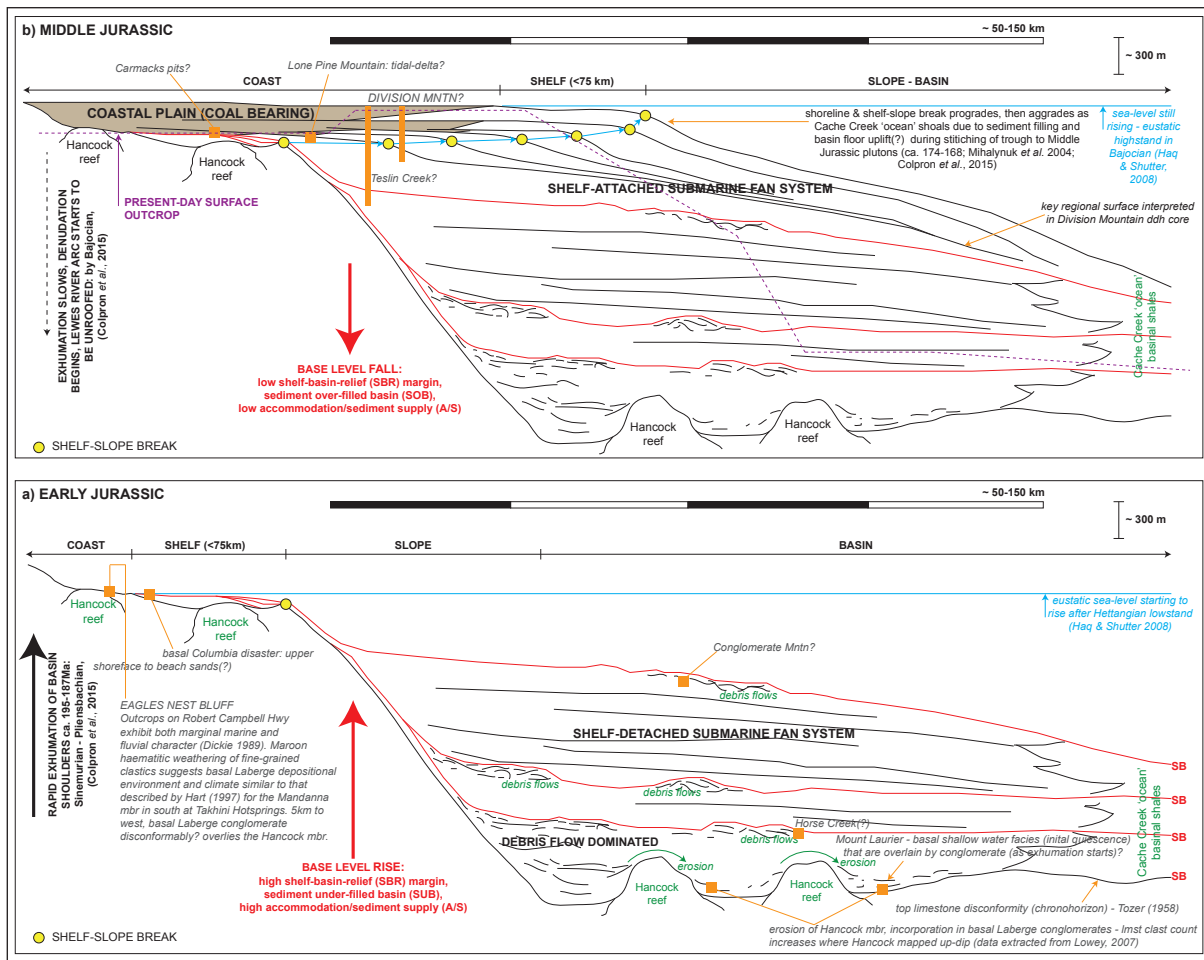 b) MIDDLE JURASSIC
~ 50-150 km
~ 300 m
Carmacks pits?
Lone Pine Mountain: tidal-delta?
COAST
SHELF (<75 km)
SLOPE - BASIN
DIVISION MNTN?
COASTAL PLAIN (COAL BEARING)
Hancock
reef
Hancock
reef
Teslin Creek?
shoreline & shelf-slope break progrades, then aggrades as
Cache Creek 'ocean' shoals due to sediment filling and
basin floor uplift(?) during stitching of trough to Middle
Jurassic plutons (ca. 174-168; Mihalynuk et al. 2004;
Colpron et al., 2015)
sea-level still
rising - eustatic
highstand in
Bajocian (Haq
& Shutter,
2008)
PRESENT-DAY SURFACE
OUTCROP
SHELF-ATTACHED SUBMARINE FAN SYSTEM
key regional surface interpreted
in Division Mountain ddh core
EXHUMATION SLOWS, DENUDATION
BEGINS, LEWES RIVER ARC STARTS TO
BE UNROOFED: by Bajocian,
(Colpron et al., 2015)
Cache Creek 'ocean'
basinal shales
BASE LEVEL FALL:
low shelf-basin-relief (SBR) margin,
sediment over-filled basin (SOB),
low accommodation/sediment supply (A/S)
Hancock
reef
Hancock
reef
SHELF-SLOPE BREAK
a) EARLY JURASSIC
~ 50-150 km
~ 300 m
COAST
SHELF (<75km)
SLOPE
BASIN
Hancock
reef
Hancock
reef
eustatic sea-level starting to
rise after Hettangian lowstand
(Haq & Shutter 2008)
basal Columbia disaster: upper
shoreface to beach sands(?)
Conglomerate Mntn?
debris flows
RAPID EXHUMATION OF BASIN
SHOULDERS ca. 195-187Ma:
Sinemurian - Pliensbachian,
(Colpron et al., 2015)
EAGLES NEST BLUFF
Outcrops on Robert Campbell Hwy
exhibit both marginal marine and
fluvial character (Dickie 1989). Maroon
haematitic weathering of fine-grained
clastics suggests basal Laberge depositional
environment and climate similar to that
described by Hart (1997) for the Mandanna
mbr in south at Takhini Hotsprings. 5km to
west, basal Laberge conglomerate
disconformably? overlies the Hancock mbr.
SHELF-DETACHED SUBMARINE FAN SYSTEM
SB
debris flows
debris flows
SB
Horse Creek(?)
debris flows
SB
DEBRIS FLOW DOMINATED
Mount Laurier - basal shallow water facies (inital quiescence)
that are overlain by conglomerate (as exhumation starts)?
Cache Creek 'ocean'
basinal shales
erosion
erosion
SB
BASE LEVEL RISE:
high shelf-basin-relief (SBR) margin,
sediment under-filled basin (SUB),
high accommodation/sediment supply (A/S)
Hancock
reef
Hancock
reef
top limestone disconformity (chronohorizon) - Tozer (1958)
erosion of Hancock mbr, incorporation in basal Laberge conglomerates - lmst clast count
increases where Hancock mapped up-dip (data extracted from Lowey, 2007)
SHELF-SLOPE BREAK